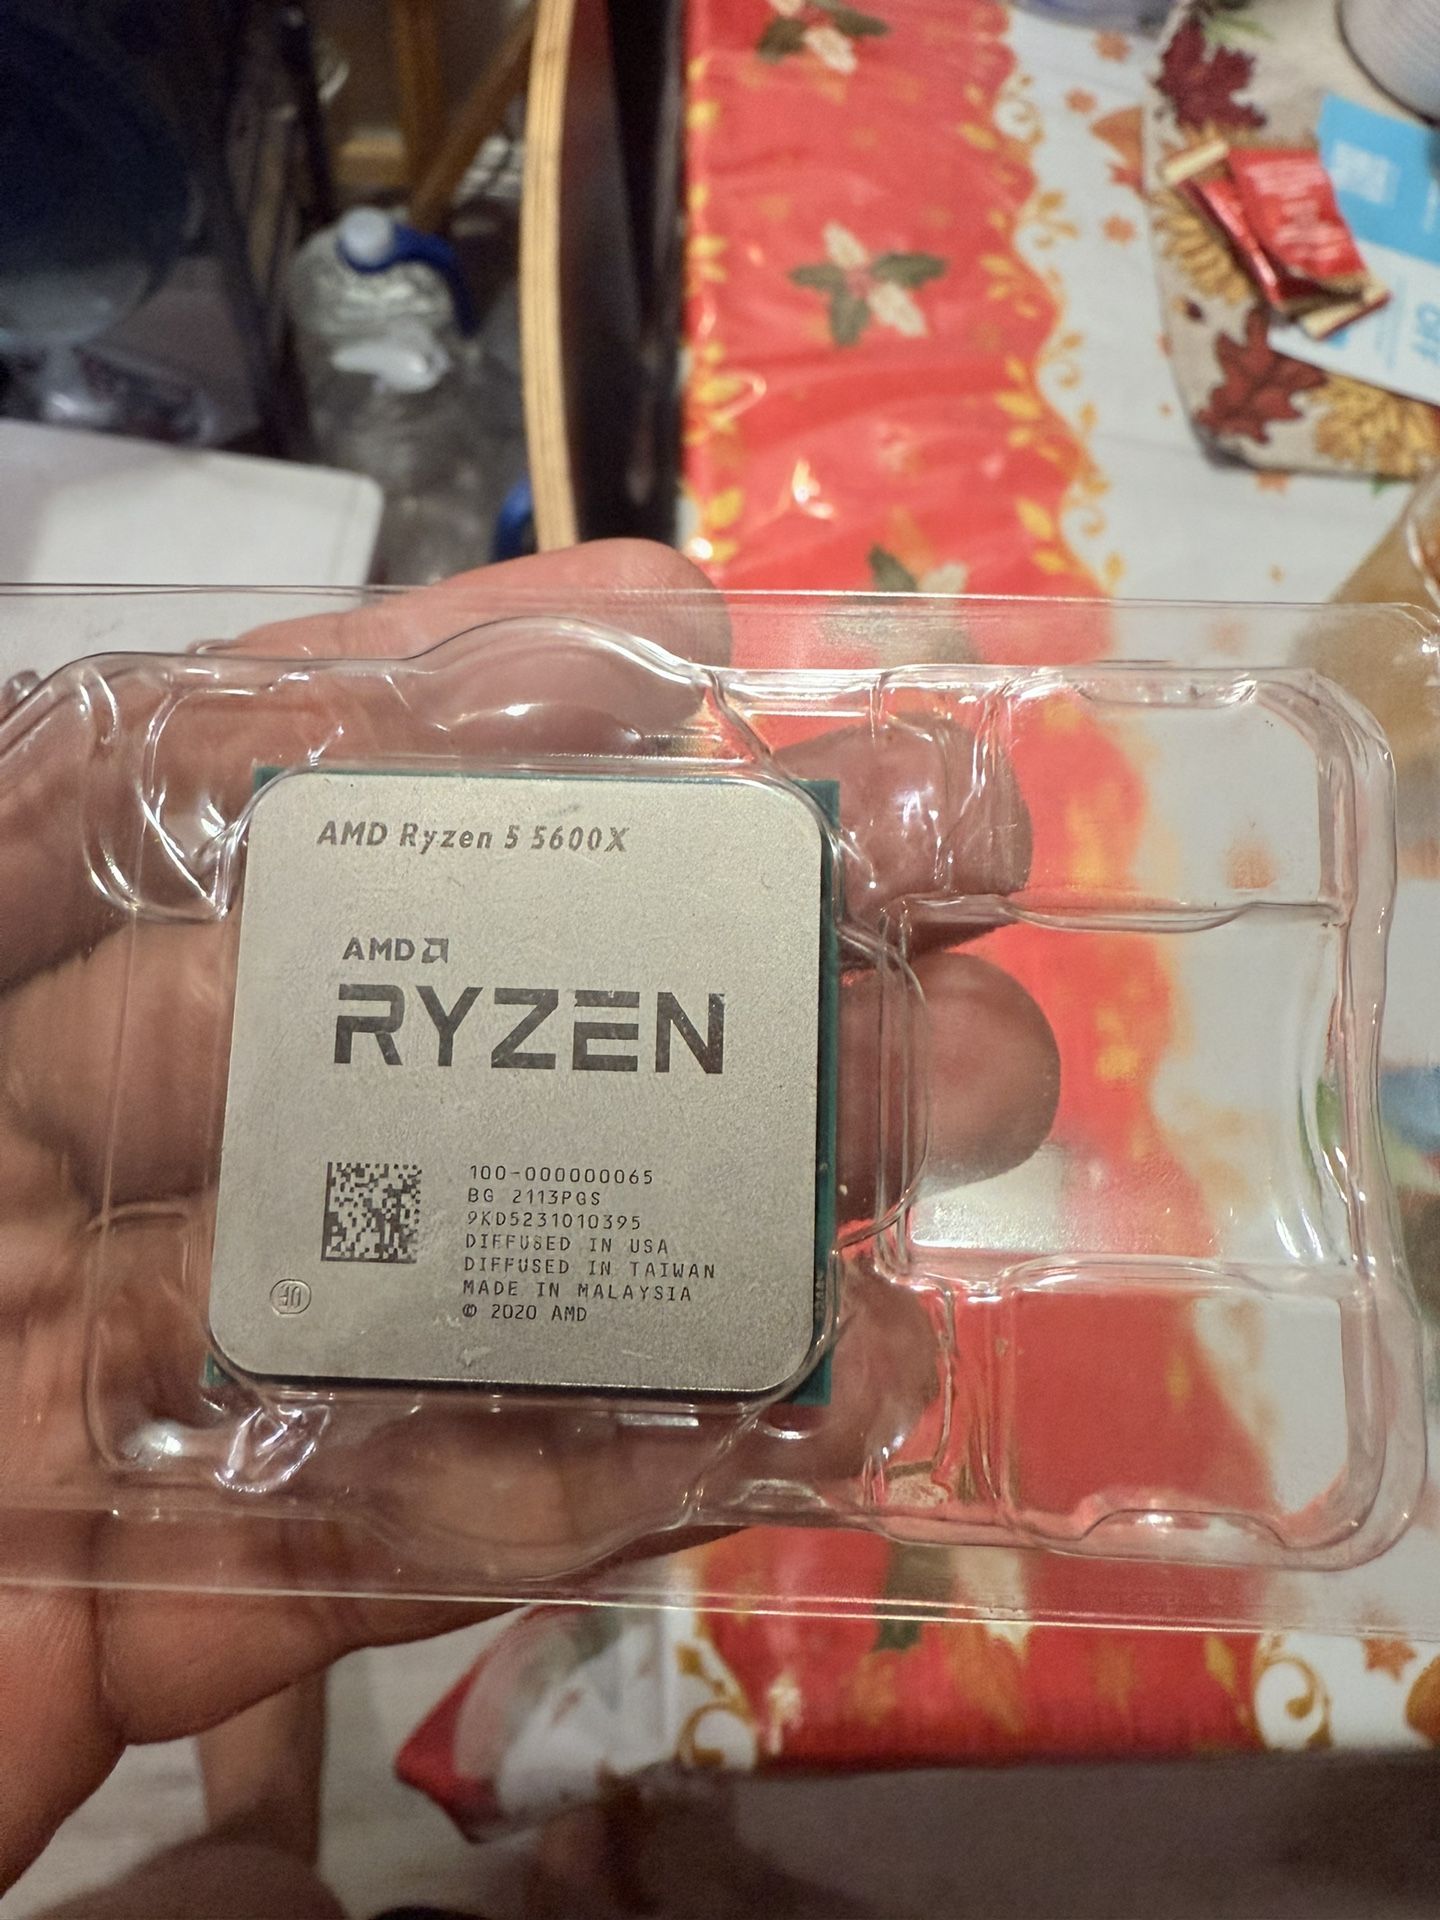 AMD Ryzen 5 5600X
AMD
RYZEN
100-000000065
BG 2113PGS
9KD5231010395
DIFFUSED IN USA
DIFFUSED IN TAIWAN
MADE IN MALAYSIA
© 2020 AMD